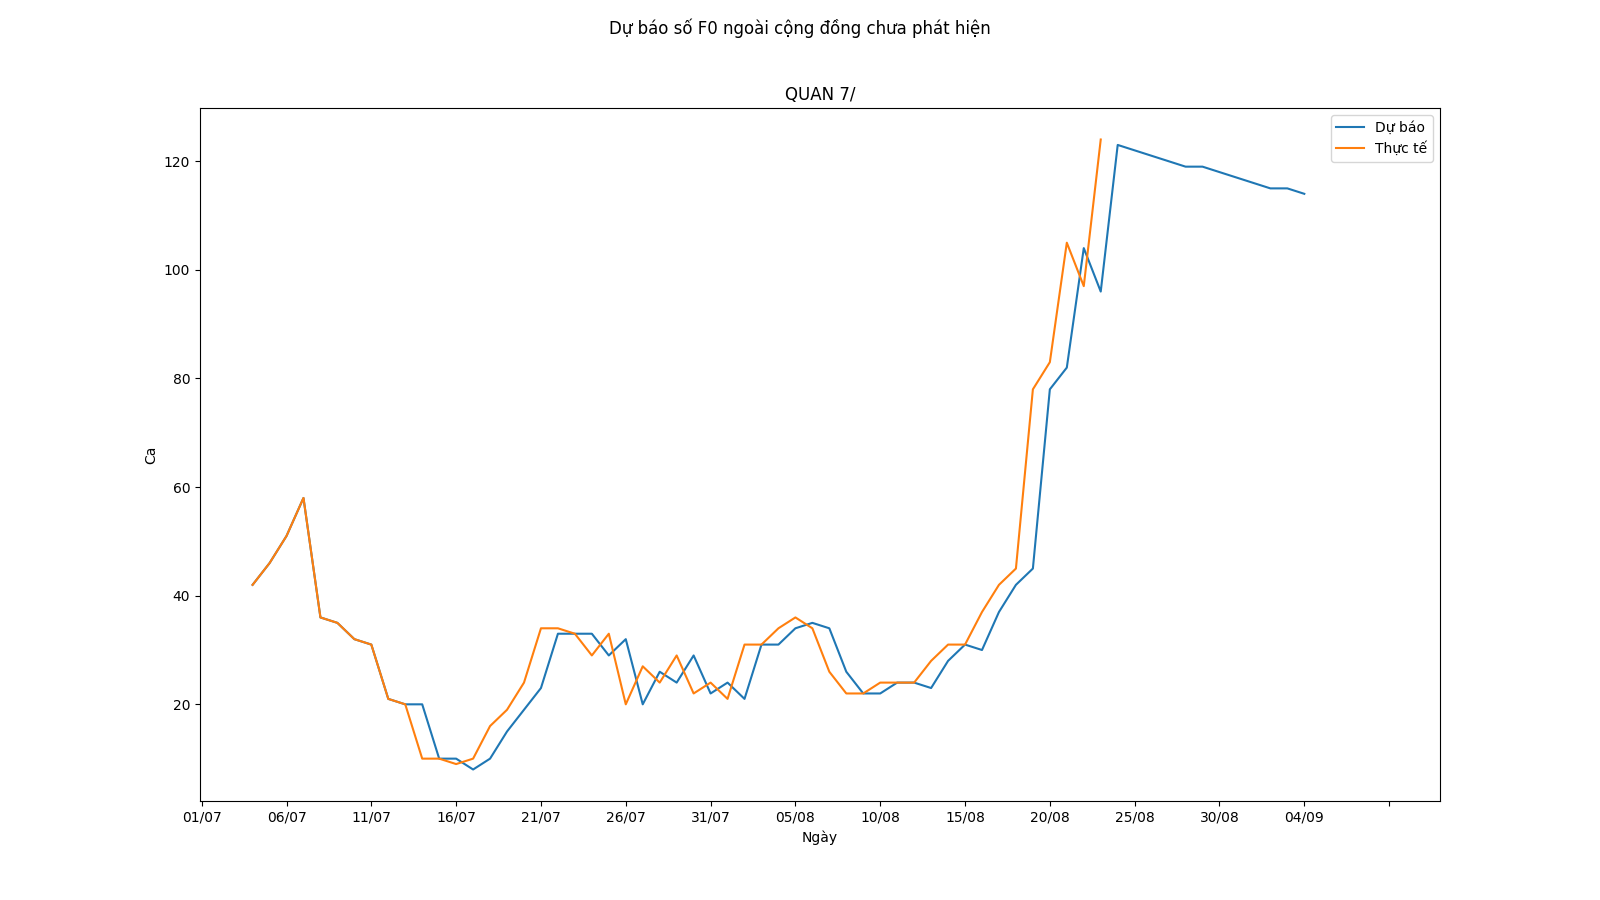 Dự báo số F0 ngoài cộng đồng chưa phát hiện
QUAN 7/
Dự báo
Thực tế
120
100
80
60
40
20
Ca
01/07 06/07 11/07 16/07 21/07 26/07 31/07 05/08 10/08 15/08 20/08 25/08 30/08 04/09
Ngày